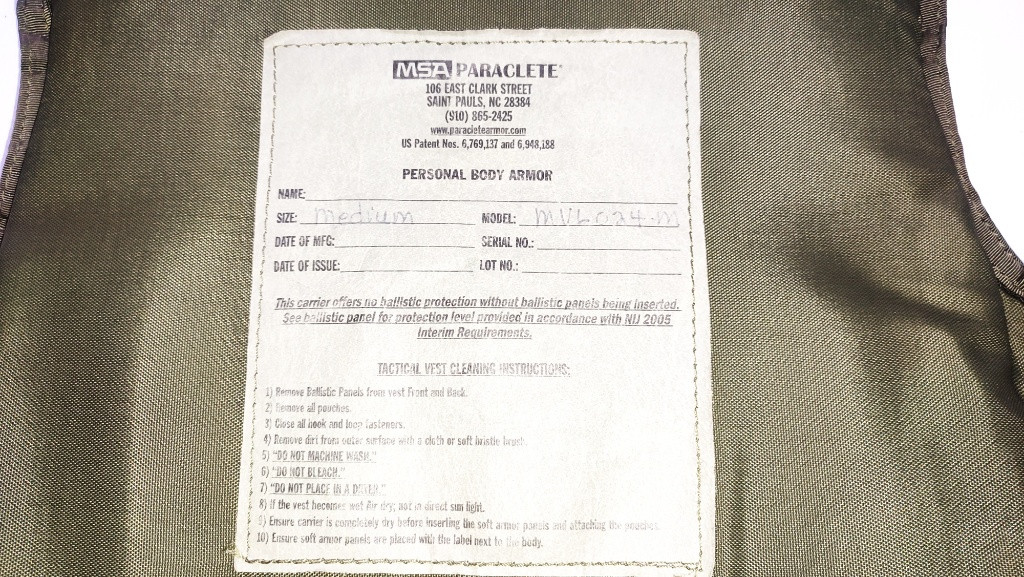 MSA PARACLETE
106 EAST CLARK STREET
SAINT PAULS, NC 28384
(910) 865-2425
www.paracletearmor.com
US Patent Nos. 6,769,137 and 6,948,188
PERSONAL BODY ARMOR
NAME:
SIZE: medium MODEL: MVL024-M
DATE OF MFG: SERIAL NO.:
DATE OF ISSUE: LOT NO.:
This carrier offers no ballistic protection without ballistic panels being inserted.
See ballistic panel for protection level provided in accordance with NIJ 2005
Interim Requirements.
TACTICAL VEST CLEANING INSTRUCTIONS:
1) Remove Ballistic Panels from vest Front and Back.
2) Remove all pouches.
3) Close all hook and loop fasteners.
4) Remove dirt from outer surface with a cloth or soft bristle brush.
5) "DO NOT MACHINE WASH."
6) "DO NOT BLEACH."
7) "DO NOT PLACE IN A DRYER."
8) If the vest becomes wet Air dry; not in direct sun light.
9) Ensure carrier is completely dry before inserting the soft armor panels and attaching the pouches.
10) Ensure soft armor panels are placed with the label next to the body.